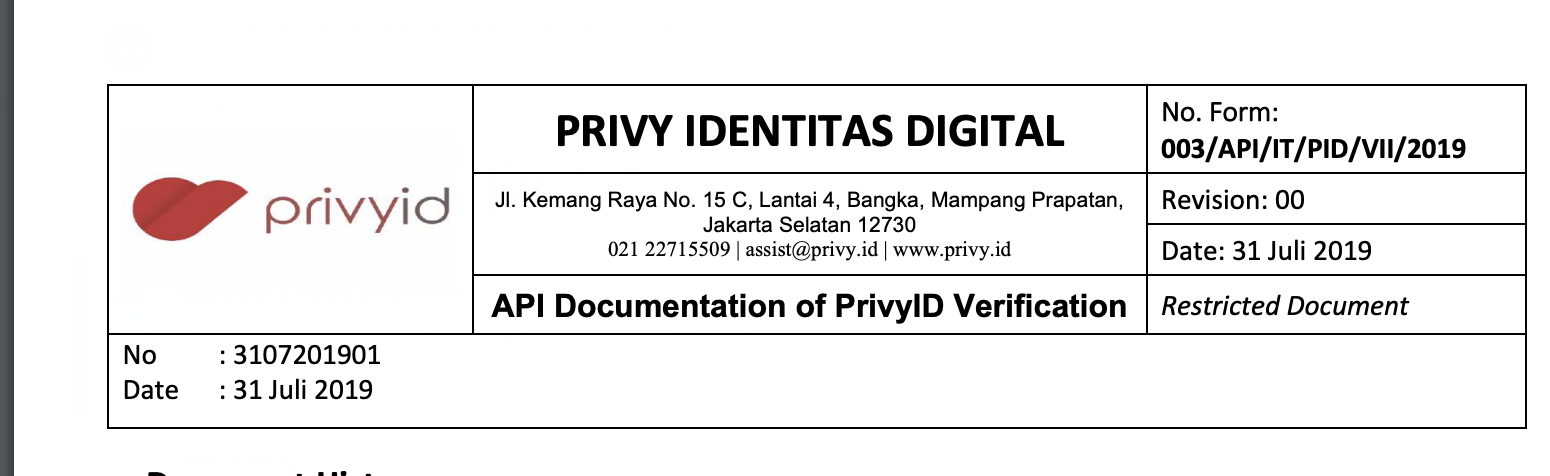 privyid
PRIVY IDENTITAS DIGITAL
Jl. Kemang Raya No. 15 C, Lantai 4, Bangka, Mampang Prapatan,
Jakarta Selatan 12730
021 22715509 | assist@privy.id | www.privy.id
API Documentation of PrivyID Verification
No. Form:
003/API/IT/PID/VII/2019
Revision: 00
Date: 31 Juli 2019
Restricted Document
No : 3107201901
Date : 31 Juli 2019